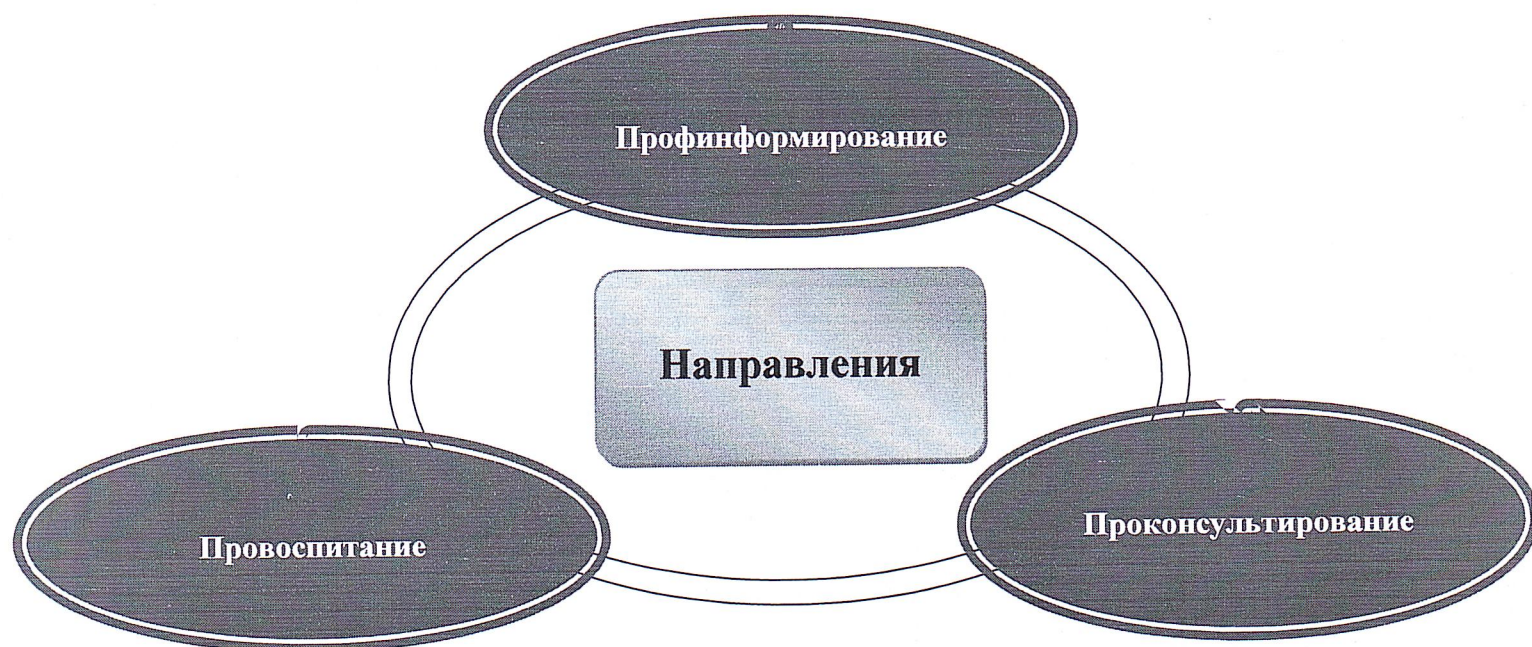 Профинформирование
Направления
Провоспитание
Проконсультирование